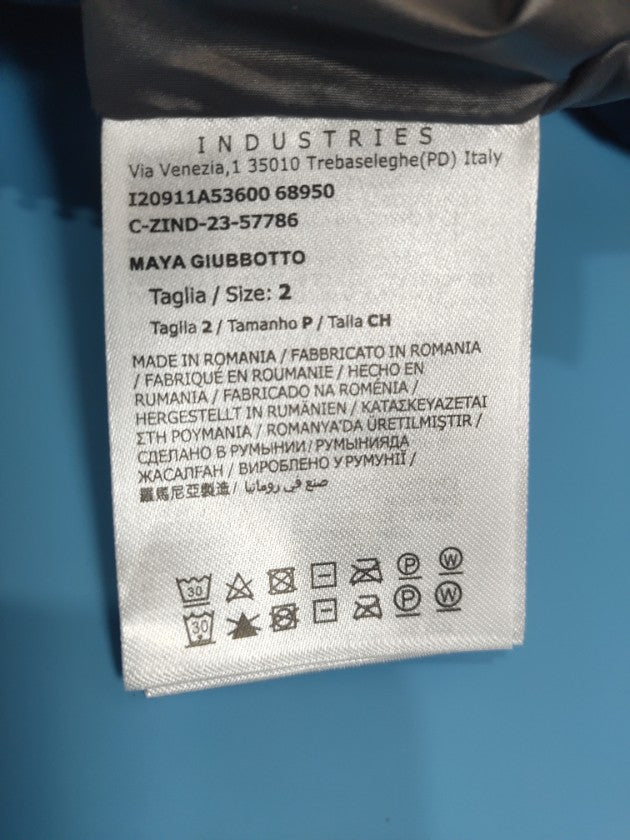 INDUSTRIES
Via Venezia,1 35010 Trebaseleghe(PD) Italy
I20911A53600 68950
C-ZIND-23-57786
MAYA GIUBBOTTO
Taglia / Size: 2
Taglia 2 / Tamanho P / Talla CH
MADE IN ROMANIA / FABBRICATO IN ROMANIA
/ FABRIQUÉ EN ROUMANIE / HECHO EN
RUMANIA / FABRICADO NA ROMÉNIA /
HERGESTELLT IN RUMÄNIEN / ΚΑΤΑΣΚΕΥΑΖΕΤΑΙ
ΣΤΗ ΡΟΥΜΑΝΙΑ / ROMANYA'DA ÜRETILMIŞTIR /
СДЕЛАНО В РУМЫНИИ / РУМЫНИЯДА
ЖАСАЛҒАН / ВИРОБЛЕНО У РУМУНІЇ /
羅馬尼亞製造 / صنع في رومانيا
30 P W
30 P W